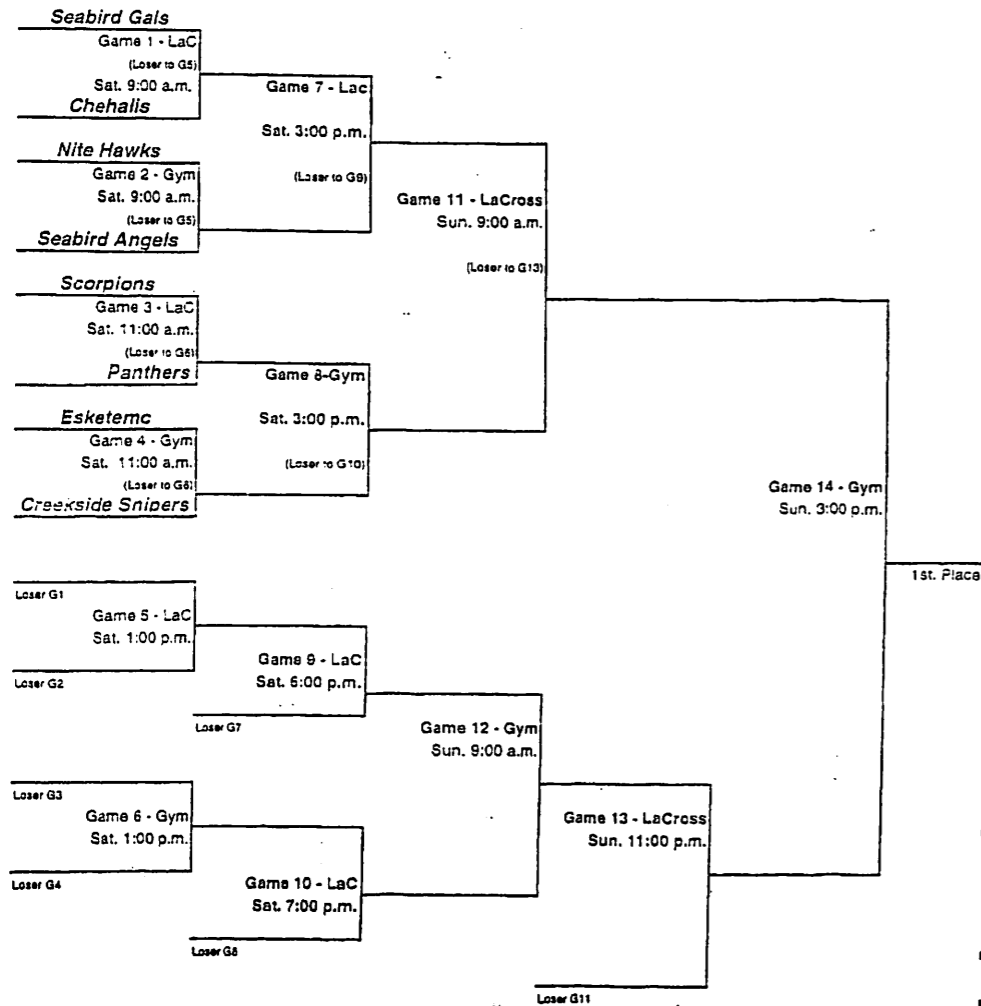 Seabird Gals
Game 1 - LaC
(Loser to G5)
Sat. 9:00 a.m.
Chehalis
Game 7 - Lac
Sat. 3:00 p.m.
(Loser to G9)
Nite Hawks
Game 2 - Gym
Sat. 9:00 a.m.
(Loser to G5)
Seabird Angels
Game 11 - LaCross
Sun. 9:00 a.m.
(Loser to G13)
Scorpions
Game 3 - LaC
Sat. 11:00 a.m.
(Loser to G6)
Panthers
Game 8-Gym
Sat. 3:00 p.m.
(Loser to G10)
Esketemc
Game 4 - Gym
Sat. 11:00 a.m.
(Loser to G6)
Creekside Snipers
Game 14 - Gym
Sun. 3:00 p.m.
1st. Place
Loser G1
Game 5 - LaC
Sat. 1:00 p.m.
Loser G2
Game 9 - LaC
Sat. 6:00 p.m.
Loser G7
Game 12 - Gym
Sun. 9:00 a.m.
Loser G3
Game 6 - Gym
Sat. 1:00 p.m.
Loser G4
Game 10 - LaC
Sat. 7:00 p.m.
Loser G8
Game 13 - LaCross
Sun. 11:00 p.m.
Loser G11